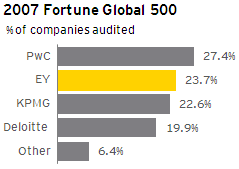 2007 Fortune Global 500
% of companies audited
PwC 27.4%
EY 23.7%
KPMG 22.6%
Deloitte 19.9%
Other 6.4%